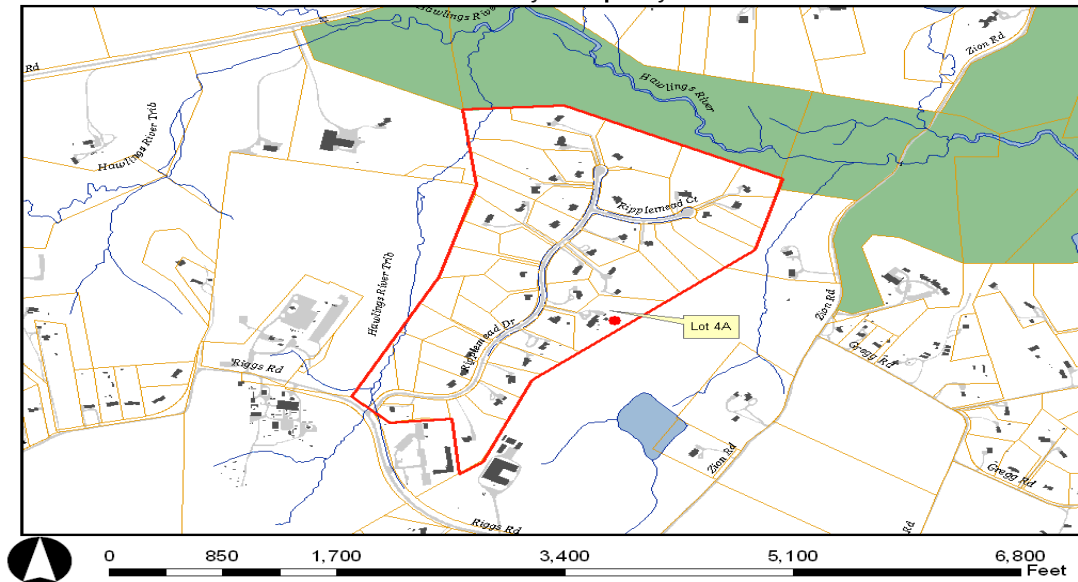 Hawlings Rive
Zion Rd
Rd
Hawlings River
Hawlings River Trib
Ripplemead Ct
Hawlings River Trib
Zion Rd
Lot 4A
Ripplemead Dr
Gregg Rd
Riggs Rd
Zion Rd
Gregg Rd
Riggs Rd
Rd
0 850 1,700 3,400 5,100 6,800
Feet